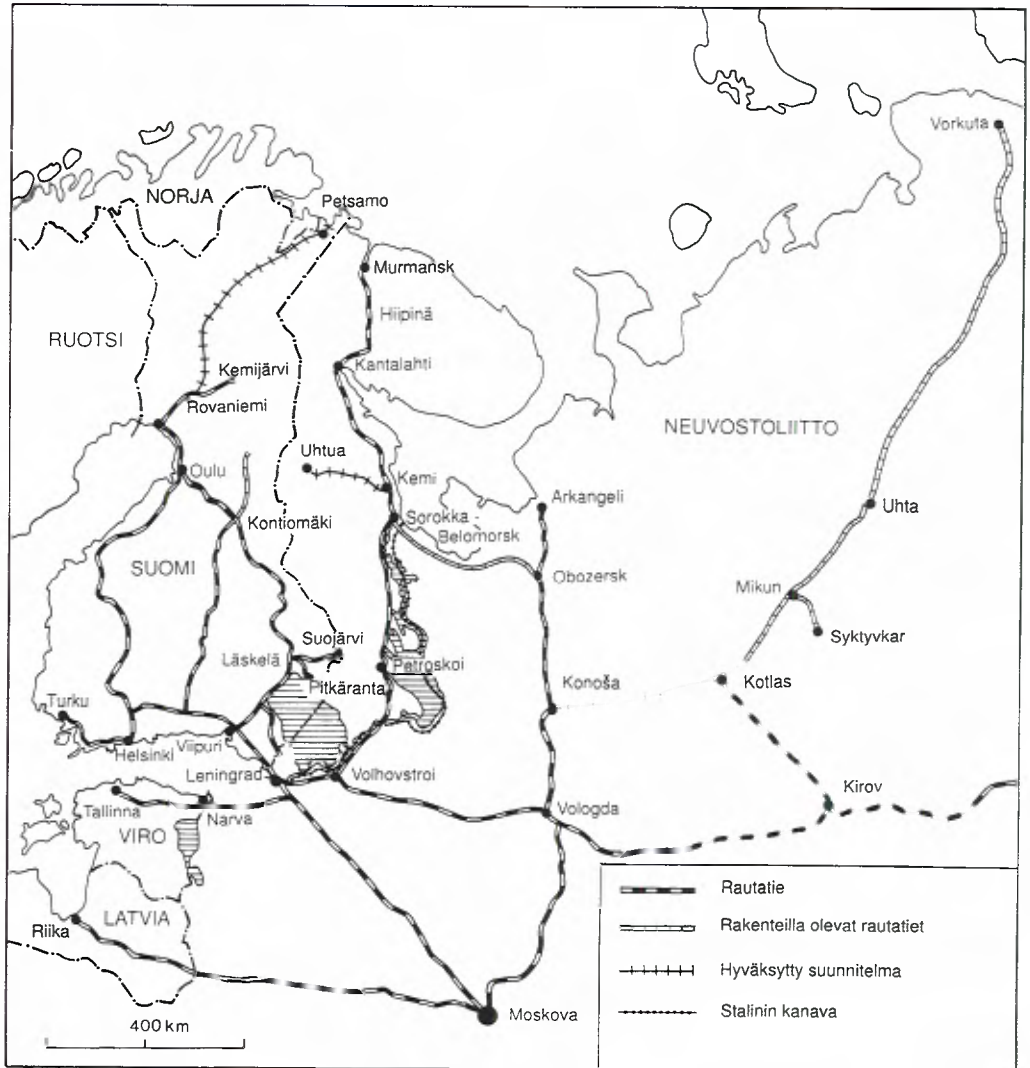 Vorkuta
NORJA
Petsamo
Murmansk
Hiipinä
RUOTSI
Kemijärvi
Kantalahti
Rovaniemi
NEUVOSTOLIITTO
Uhtua
Oulu
Kemi
Arkangeli
Uhta
Kontiomäki
Sorokka
Belomorsk
SUOMI
Obozersk
Mikun
Syktyvkar
Suojärvi
Läskelä
Petroskoi
Kotlas
Pitkäranta
Konoša
Turku
Viipuri
Helsinki
Leningrad
Volhovstroi
Kirov
Tallinna
Narva
Vologda
VIRO
LATVIA
Riika
Moskova
400 km
Rautatie
Rakenteilla olevat rautatiet
Hyväksytty suunnitelma
Stalinin kanava